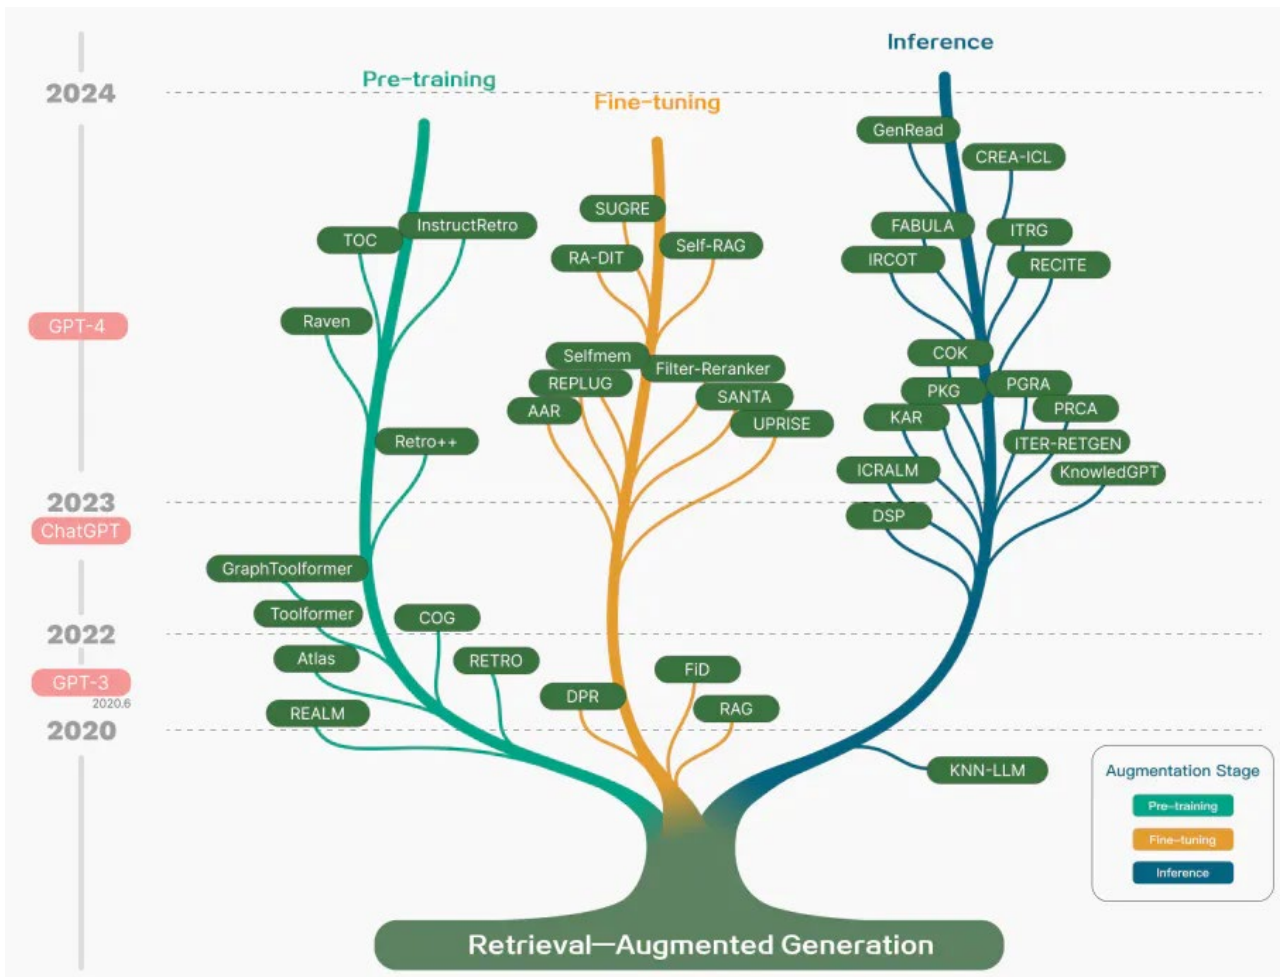 Inference
Pre-training
2024
Fine-tuning
GenRead
CREA-ICL
SUGRE
InstructRetro
FABULA
ITRG
TOC
Self-RAG
RA-DIT
IRCOT
RECITE
Raven
GPT-4
COK
Selfmem
Filter-Reranker
REPLUG
PGRA
PKG
SANTA
AAR
PRCA
KAR
UPRISE
Retro++
ITER-RETGEN
ICRALM
KnowledGPT
2023
DSP
ChatGPT
GraphToolformer
Toolformer
COG
2022
Atlas
RETRO
FiD
GPT-3
DPR
2020.6
RAG
REALM
2020
KNN-LLM
Augmentation Stage
Pre-training
Fine-tuning
Inference
Retrieval—Augmented Generation